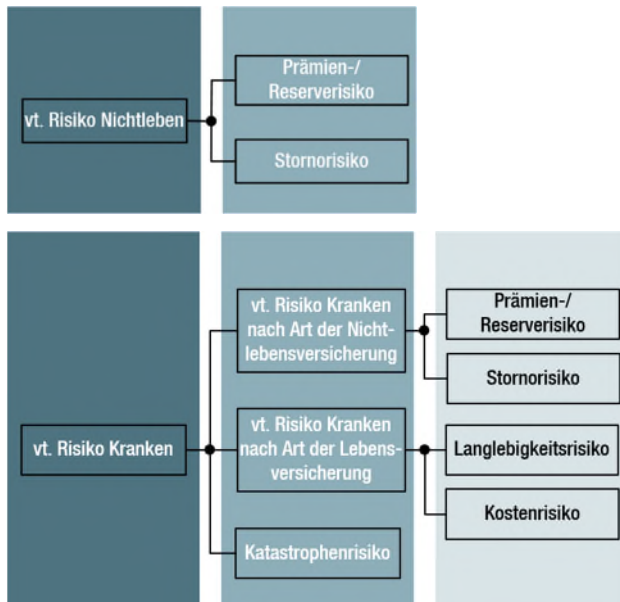 vt. Risiko Nichtleben
Prämien-/
Reserverisiko
Stornorisiko
vt. Risiko Kranken
vt. Risiko Kranken
nach Art der Nicht-
lebensversicherung
Prämien-/
Reserverisiko
Stornorisiko
vt. Risiko Kranken
nach Art der Lebens-
versicherung
Langlebigkeitsrisiko
Kostenrisiko
Katastrophenrisiko